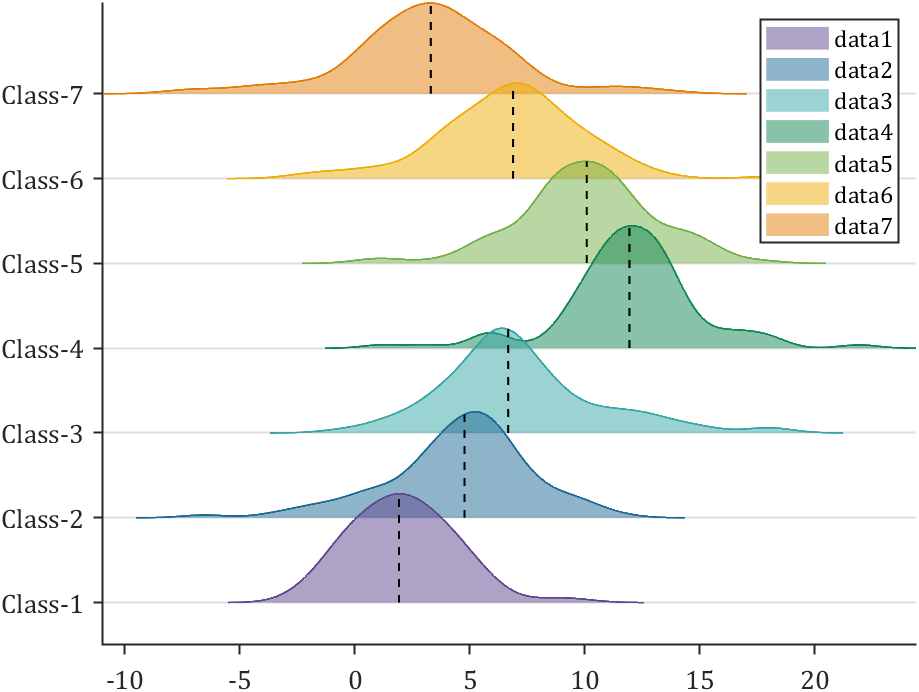 Class-7
Class-6
Class-5
Class-4
Class-3
Class-2
Class-1
-10 -5 0 5 10 15 20
data1
data2
data3
data4
data5
data6
data7